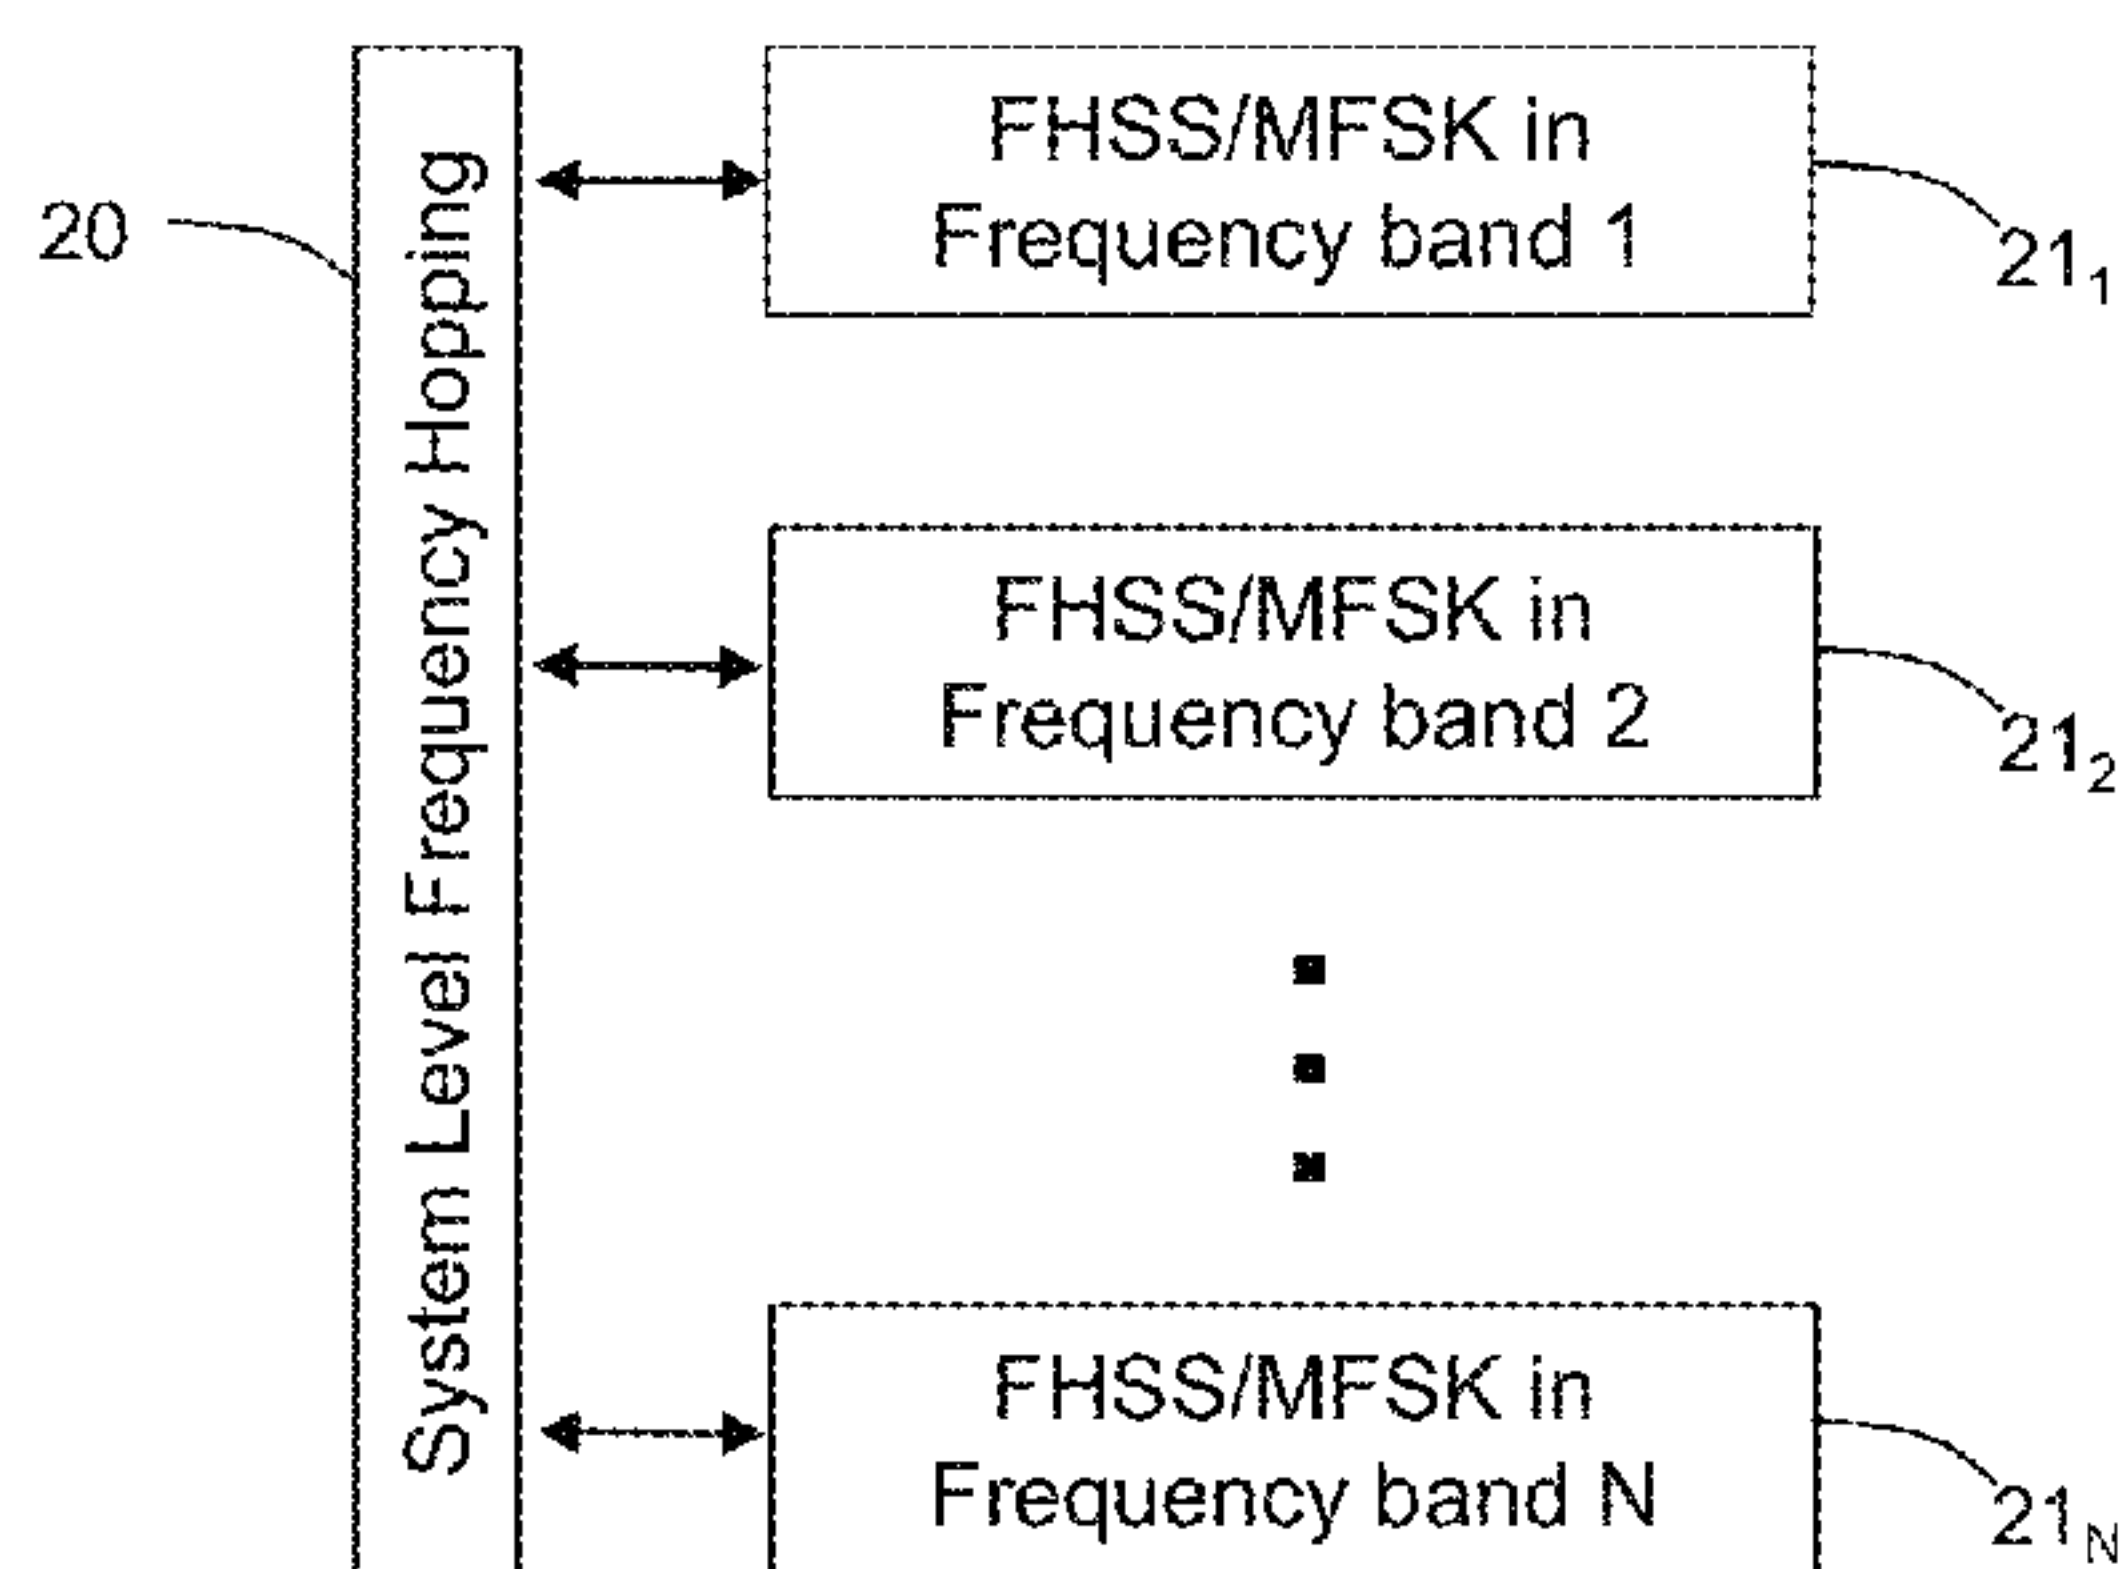 20
System Level Frequency Hopping
FHSS/MFSK in
Frequency band 1
21₁
FHSS/MFSK in
Frequency band 2
21₂
FHSS/MFSK in
Frequency band N
21N